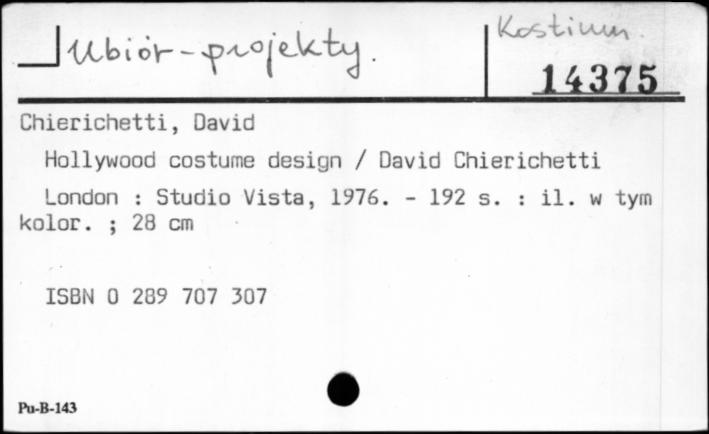 Ubiór - projekty.
Kostium.
14375
Chierichetti, David
Hollywood costume design / David Chierichetti
London : Studio Vista, 1976. - 192 s. : il. w tym
kolor. ; 28 cm
ISBN 0 289 707 307
Pu-B-143